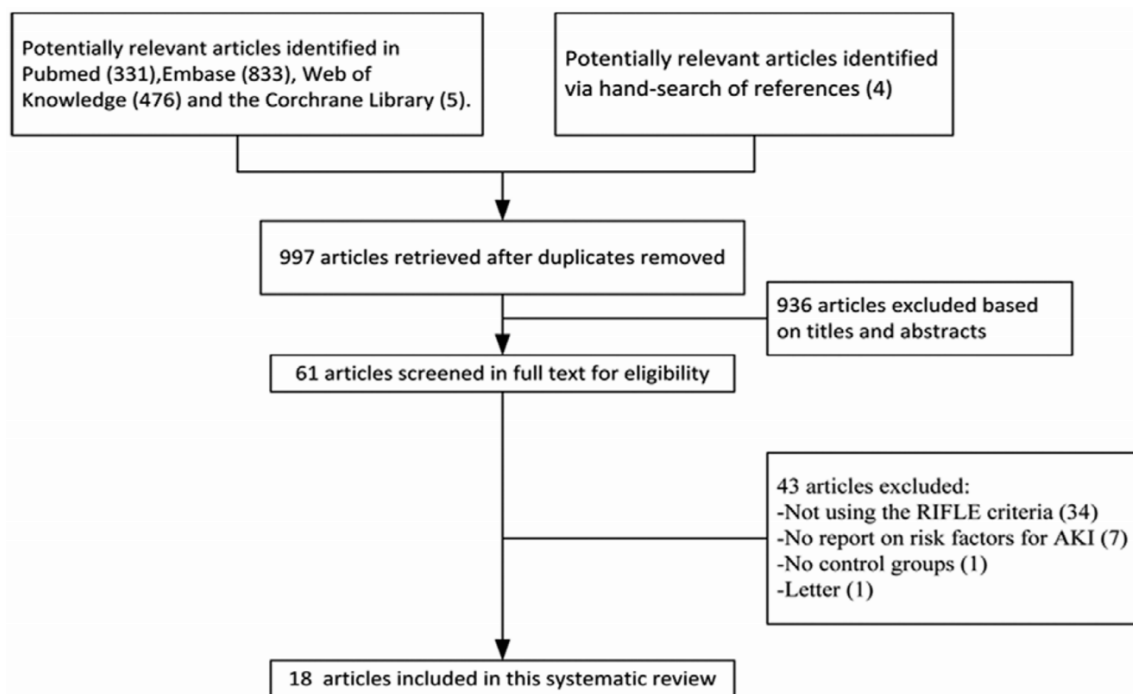 Potentially relevant articles identified in
Pubmed (331),Embase (833), Web of
Knowledge (476) and the Corchrane Library (5).
Potentially relevant articles identified
via hand-search of references (4)
997 articles retrieved after duplicates removed
936 articles excluded based
on titles and abstracts
61 articles screened in full text for eligibility
43 articles excluded:
-Not using the RIFLE criteria (34)
-No report on risk factors for AKI (7)
-No control groups (1)
-Letter (1)
18 articles included in this systematic review